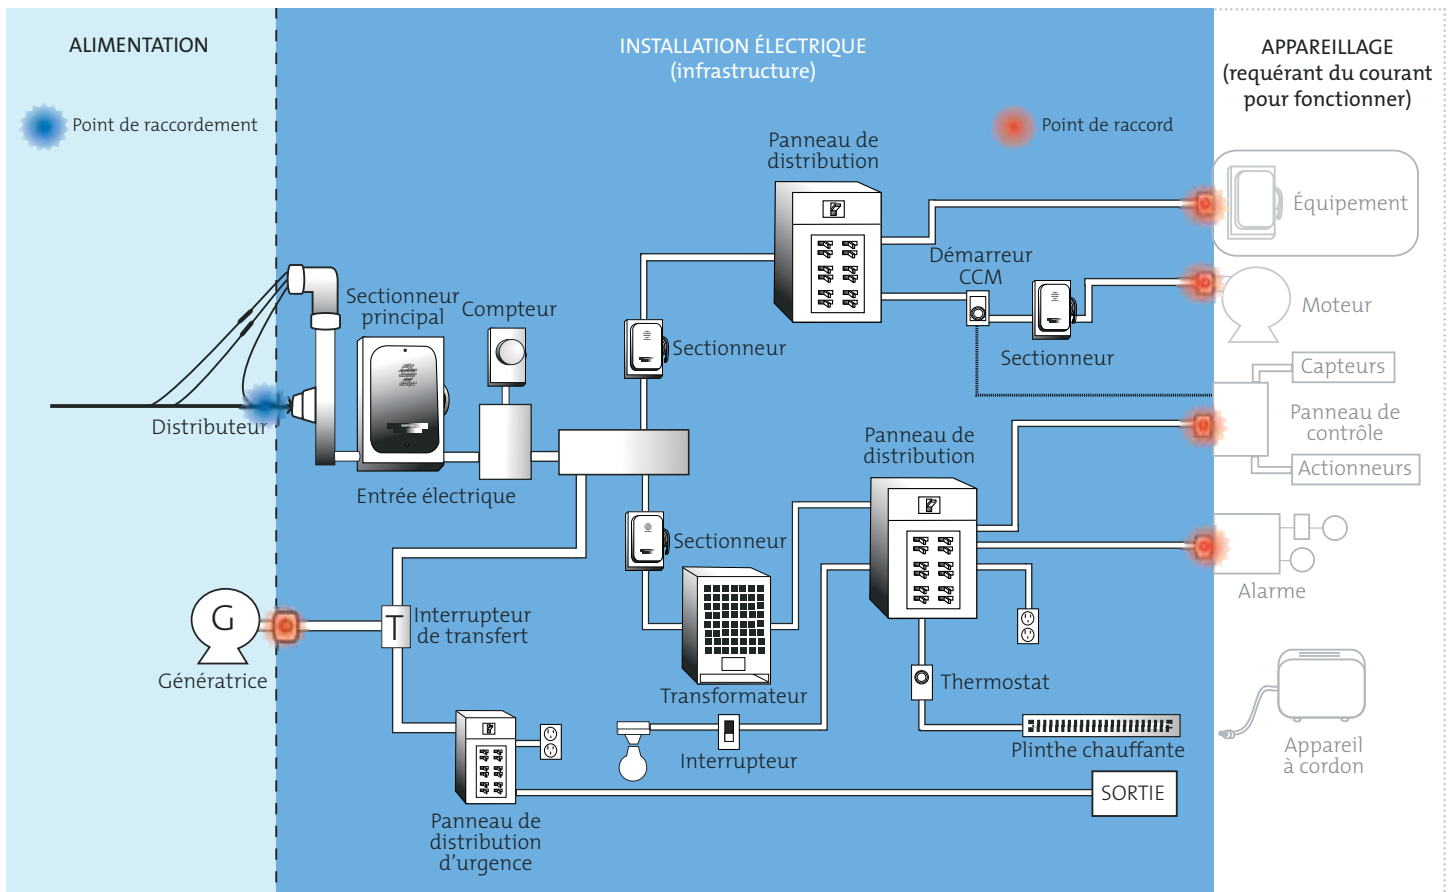 ALIMENTATION
Point de raccordement
INSTALLATION ÉLECTRIQUE
(infrastructure)
Point de raccord
APPAREILLAGE
(requérant du courant
pour fonctionner)
Panneau de
distribution
Équipement
Démarreur
CCM
Sectionneur
Moteur
Sectionneur
principal
Compteur
Sectionneur
Capteurs
Panneau de
contrôle
Actionneurs
Distributeur
Entrée électrique
Panneau de
distribution
Sectionneur
Alarme
G
Génératrice
T
Interrupteur
de transfert
Transformateur
Thermostat
Interrupteur
Plinthe chauffante
Appareil
à cordon
SORTIE
Panneau de
distribution
d'urgence